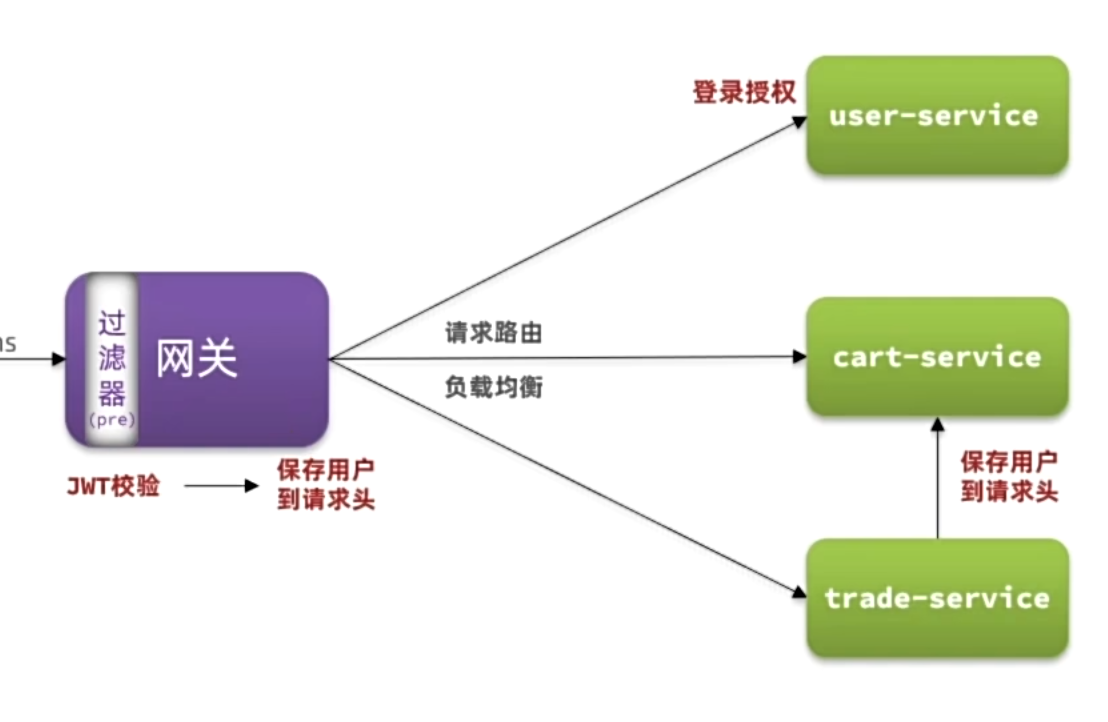 登录授权
user-service
请求路由
过滤器
(pre)
网关
cart-service
负载均衡
JWT校验
保存用户
到请求头
保存用户
到请求头
trade-service